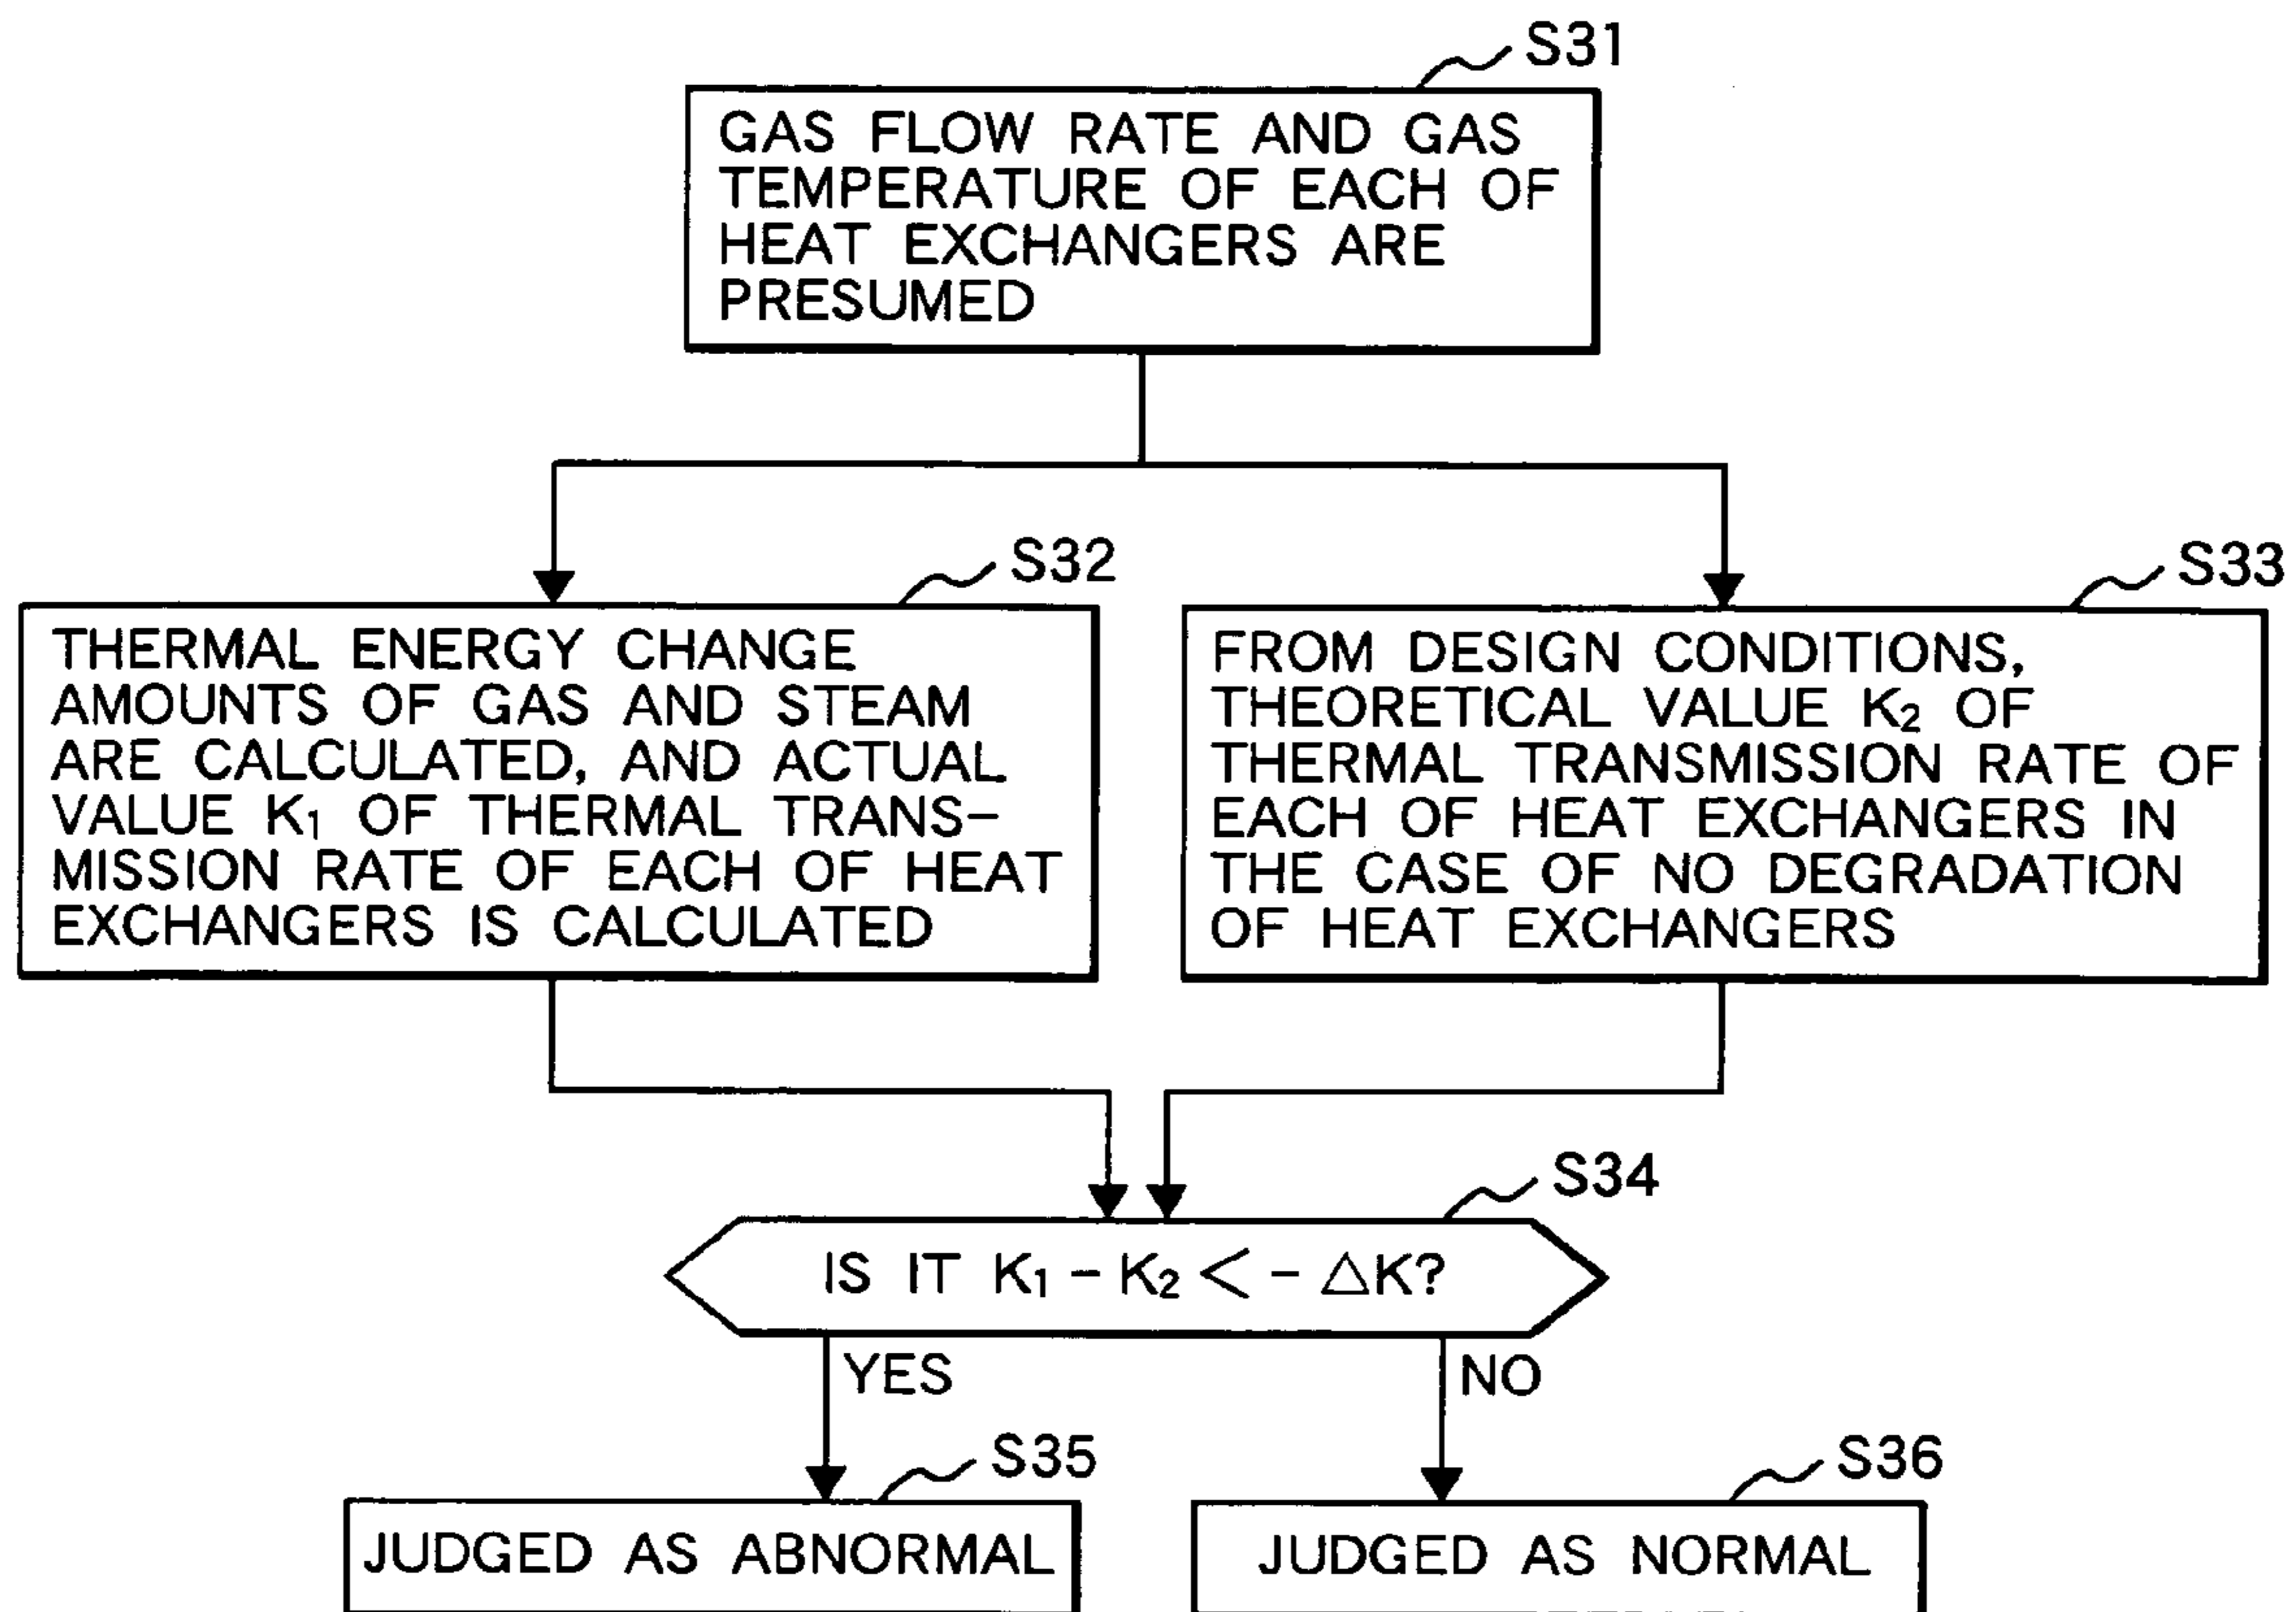 S31
GAS FLOW RATE AND GAS
TEMPERATURE OF EACH OF
HEAT EXCHANGERS ARE
PRESUMED
S32
THERMAL ENERGY CHANGE
AMOUNTS OF GAS AND STEAM
ARE CALCULATED, AND ACTUAL
VALUE K₁ OF THERMAL TRANS-
MISSION RATE OF EACH OF HEAT
EXCHANGERS IS CALCULATED
S33
FROM DESIGN CONDITIONS,
THEORETICAL VALUE K₂ OF
THERMAL TRANSMISSION RATE OF
EACH OF HEAT EXCHANGERS IN
THE CASE OF NO DEGRADATION
OF HEAT EXCHANGERS
S34
IS IT K₁ - K₂ < - △K?
YES
NO
S35
JUDGED AS ABNORMAL
S36
JUDGED AS NORMAL